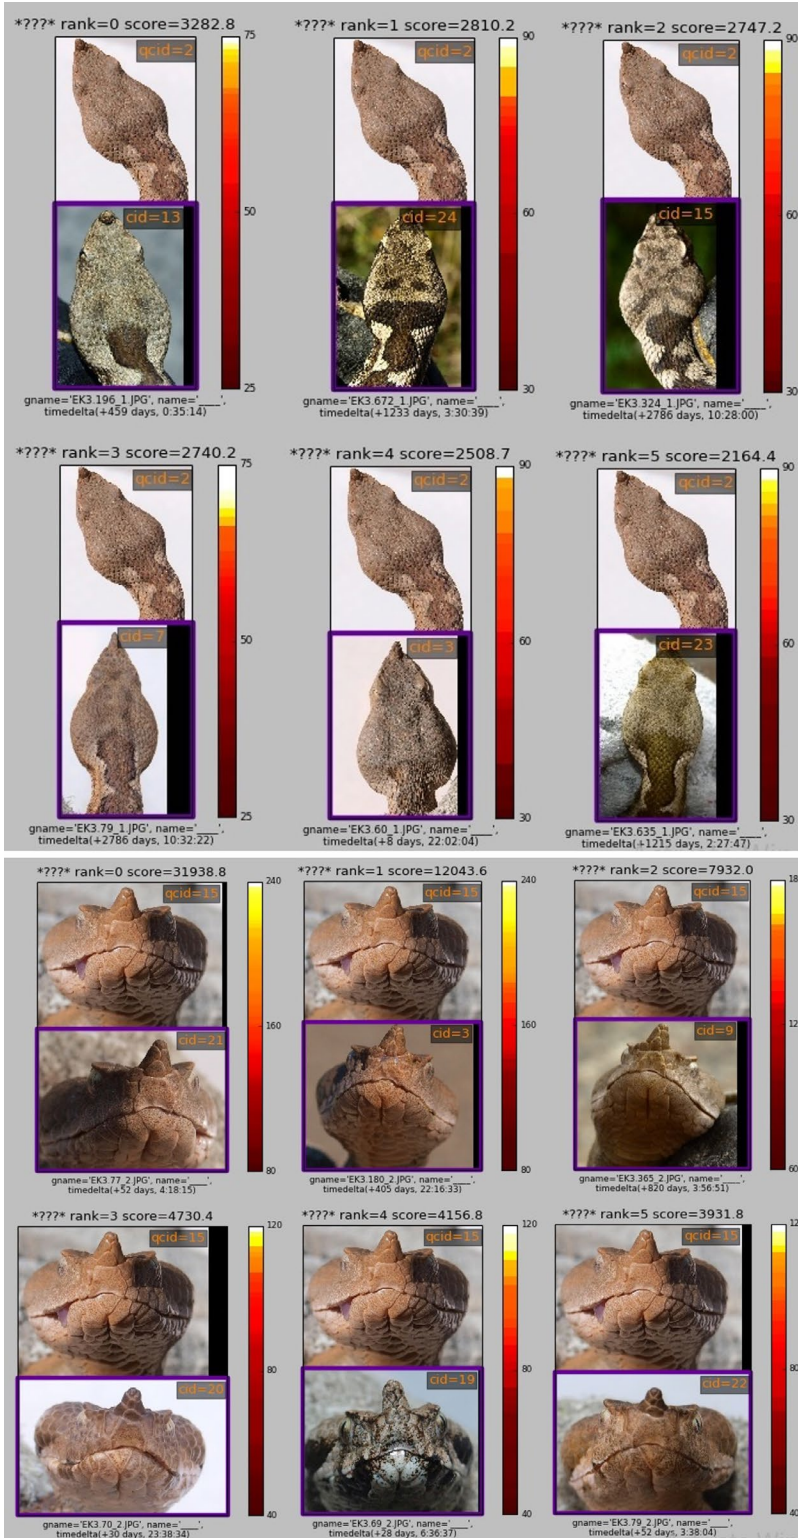 *???* rank=0 score=3282.8
qcid=2
75
50
25
cid=13
gname='EK3.196_1.JPG', name='____',
timedelta(+459 days, 0:35:14)
*???* rank=1 score=2810.2
qcid=2
90
60
30
cid=24
gname='EK3.672_1.JPG', name='____',
timedelta(+1233 days, 3:30:39)
*???* rank=2 score=2747.2
qcid=2
90
60
30
cid=15
gname='EK3.324_1.JPG', name='____',
timedelta(+2786 days, 10:28:00)
*???* rank=3 score=2740.2
qcid=2
75
50
25
cid=7
gname='EK3.79_1.JPG', name='____',
timedelta(+2786 days, 10:32:22)
*???* rank=4 score=2508.7
qcid=2
90
60
30
cid=3
gname='EK3.60_1.JPG', name='____',
timedelta(+8 days, 22:02:04)
*???* rank=5 score=2164.4
qcid=2
90
60
30
cid=23
gname='EK3.635_1.JPG', name='____',
timedelta(+1215 days, 2:27:47)
*???* rank=0 score=31938.8
qcid=15
240
160
80
cid=21
gname='EK3.77_2.JPG', name='____',
timedelta(+52 days, 4:18:15)
*???* rank=1 score=12043.6
qcid=15
240
160
80
cid=3
gname='EK3.180_2.JPG', name='____',
timedelta(+405 days, 22:16:33)
*???* rank=2 score=7932.0
qcid=15
18
12
60
cid=9
gname='EK3.365_2.JPG', name='____',
timedelta(+820 days, 3:56:51)
*???* rank=3 score=4730.4
qcid=15
120
80
40
cid=20
gname='EK3.70_2.JPG', name='____',
timedelta(+30 days, 23:38:34)
*???* rank=4 score=4156.8
qcid=15
120
80
40
cid=19
gname='EK3.69_2.JPG', name='____',
timedelta(+28 days, 6:36:37)
*???* rank=5 score=3931.8
qcid=15
12
80
40
cid=22
gname='EK3.79_2.JPG', name='____',
timedelta(+52 days, 3:38:04)